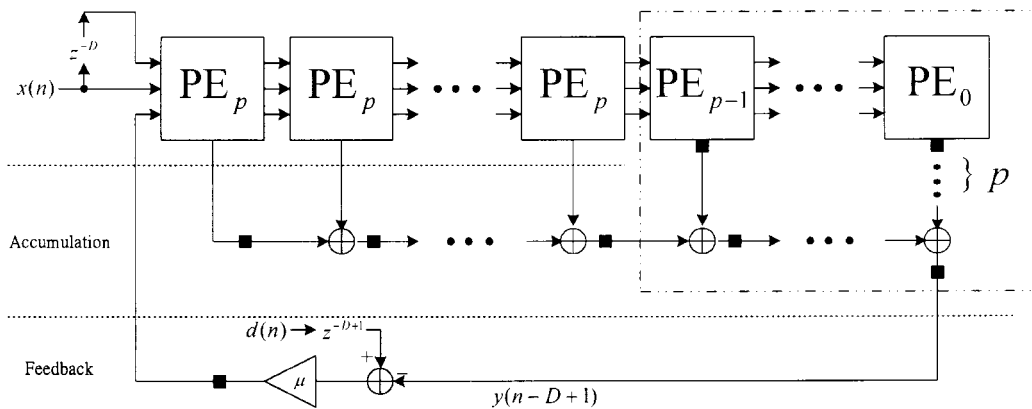 z^{-D}
x(n)
PE_p PE_p PE_p PE_{p-1} PE_0
} p
Accumulation
d(n) z^{-D+1}
+
Feedback
μ
−
y(n − D + 1)